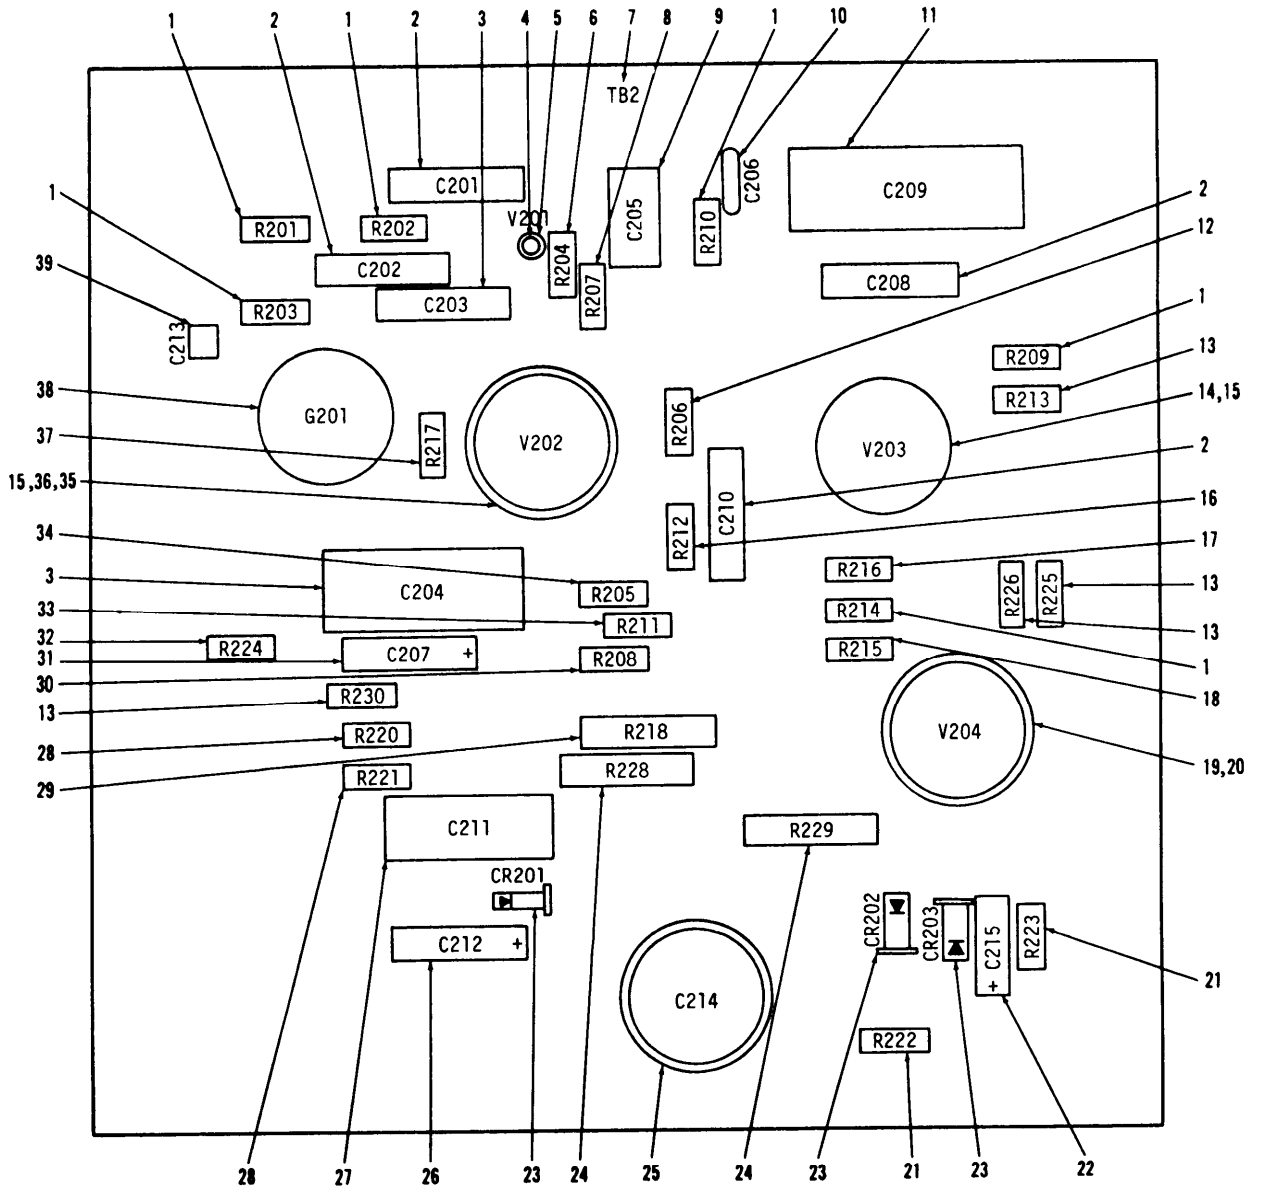 1 2 1 2 3 4 5 6 7 8 9 1 10 11
TB2
C201
C206
C209
1
2
V201
C205
R210
12
R201
R202
R204
C202
R207
C208
39
C203
1
R203
C213
R209
13
R213
38
G201
R217
V202
R206
V203
14,15
37
2
15,36,35
C210
16
R212
34
17
R216
3
C204
R205
R226
R225
13
33
R214
R211
13
32
R224
C207 +
R208
R215
31
1
30
R230
18
13
28
R220
R218
V204
29
R221
R228
19,20
C211
R229
CR201
CR202
CR203
C215 +
R223
C212 +
21
C214
R222
28 27 26 23 24 25 24 23 21 23 22